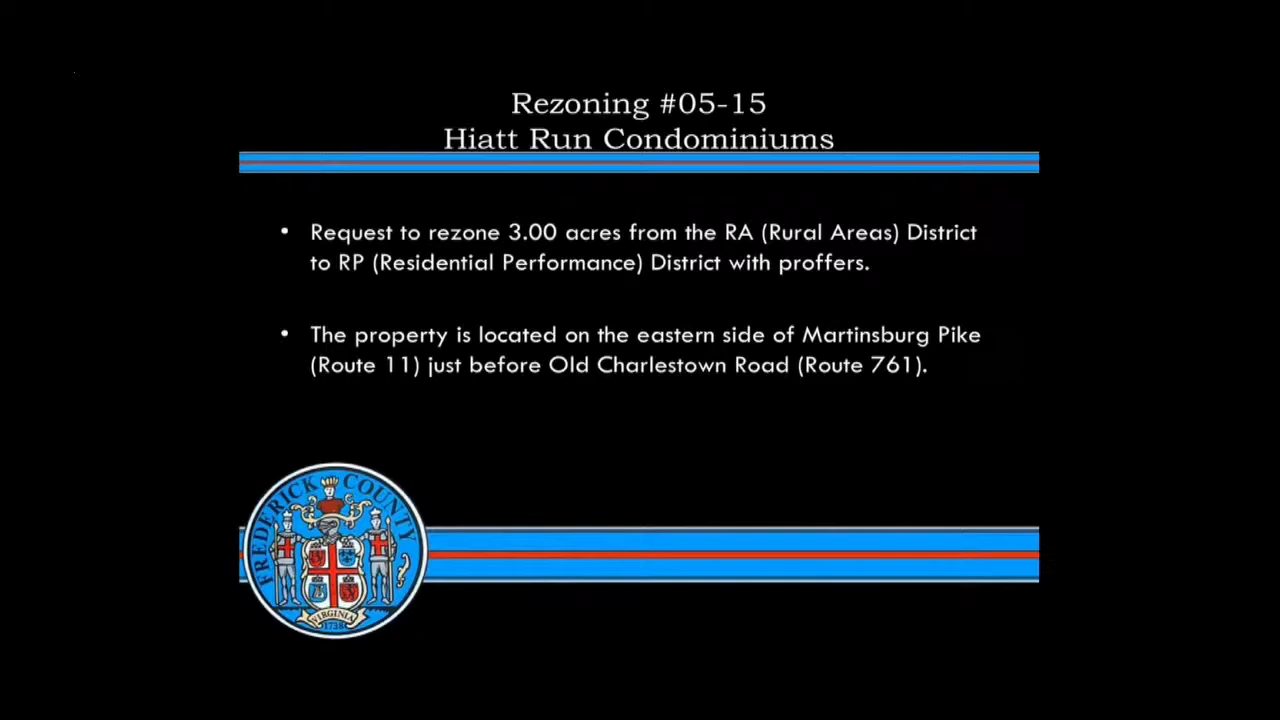 Rezoning #05-15
Hiatt Run Condominiums
• Request to rezone 3.00 acres from the RA (Rural Areas) District
to RP (Residential Performance) District with proffers.
• The property is located on the eastern side of Martinsburg Pike
(Route 11) just before Old Charlestown Road (Route 761).
FREDERICK COUNTY
VIRGINIA
1738